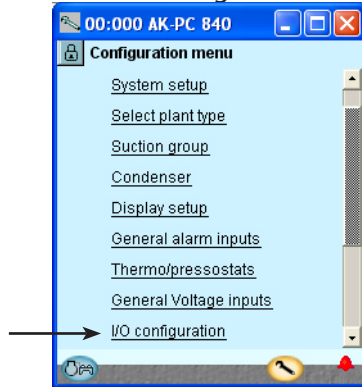 00:000 AK-PC 840
Configuration menu
System setup
Select plant type
Suction group
Condenser
Display setup
General alarm inputs
Thermo/pressostats
General Voltage inputs
I/O configuration